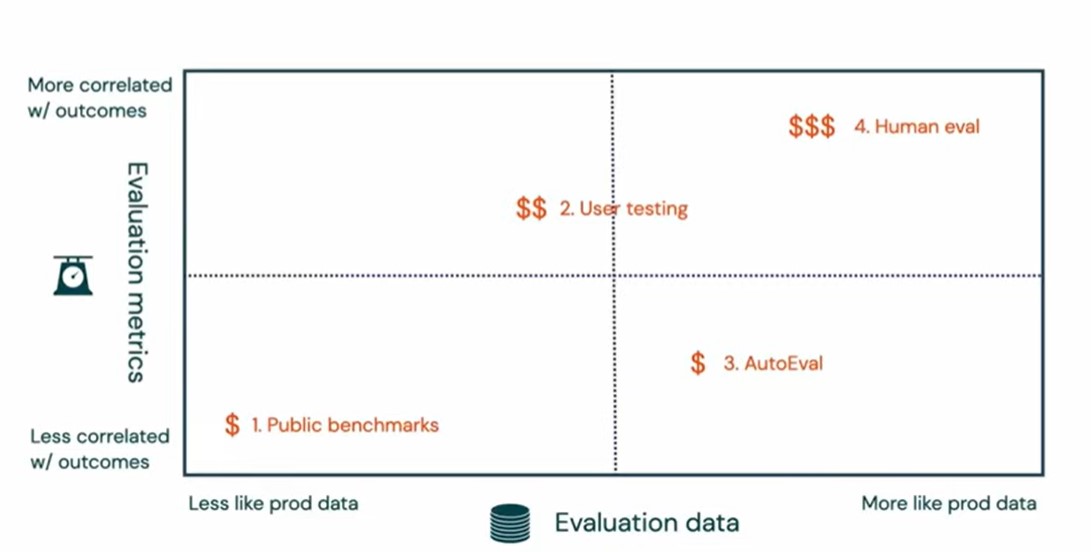 More correlated
w/ outcomes
$$$ 4. Human eval
Evaluation metrics
$$ 2. User testing
$ 3. AutoEval
$ 1. Public benchmarks
Less correlated
w/ outcomes
Less like prod data
More like prod data
Evaluation data